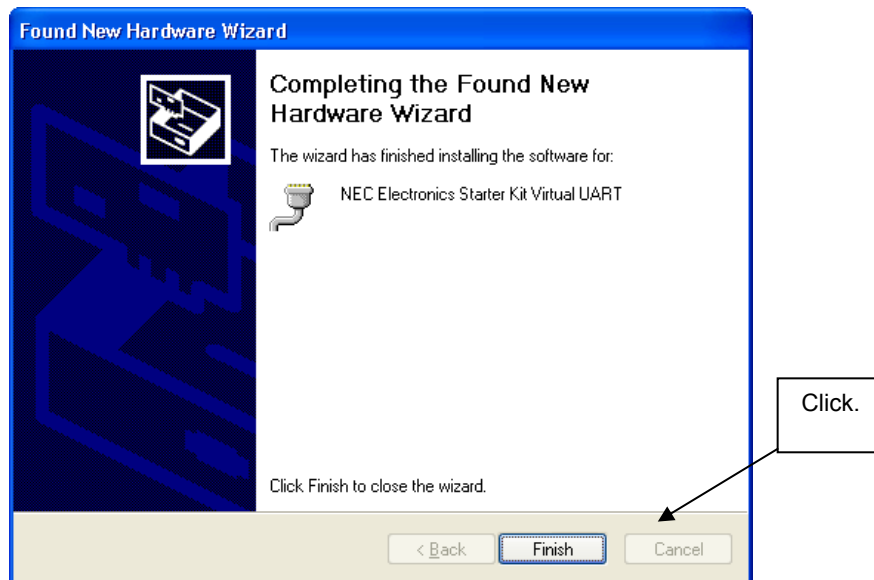 Found New Hardware Wizard
Completing the Found New
Hardware Wizard
The wizard has finished installing the software for:
NEC Electronics Starter Kit Virtual UART
Click.
Click Finish to close the wizard.
< Back
Finish
Cancel